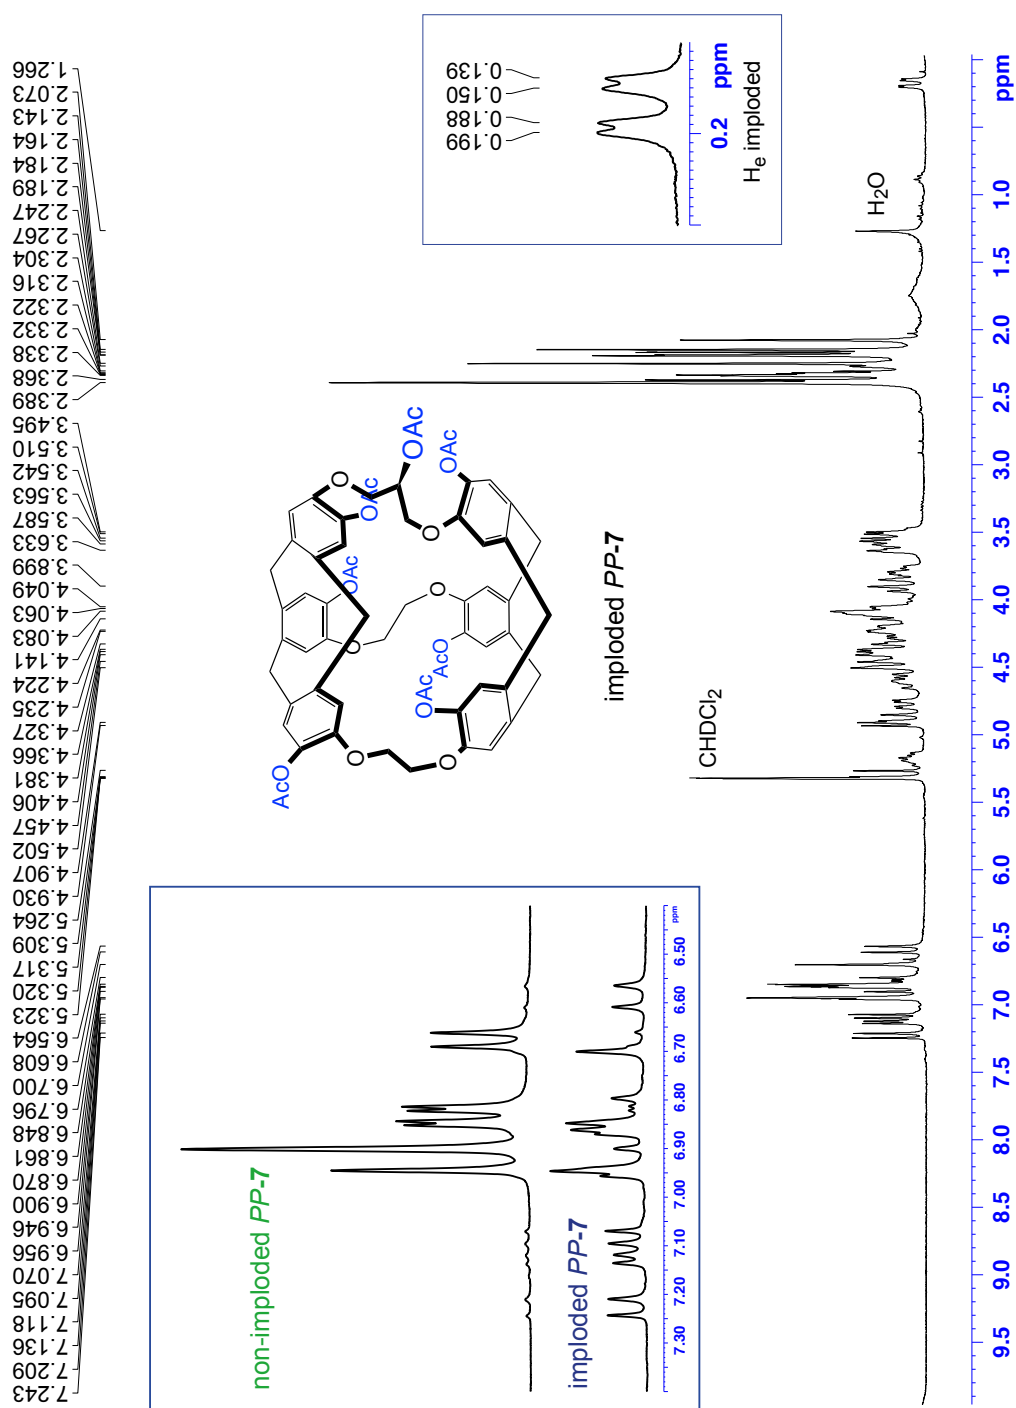 1.266
2.073
2.143
2.164
2.184
2.189
2.247
2.267
2.304
2.316
2.322
2.332
2.338
2.368
2.389
3.495
3.510
3.542
3.563
3.587
3.633
3.899
4.049
4.063
4.083
4.141
4.224
4.235
4.327
4.366
4.381
4.406
4.457
4.502
4.907
4.930
5.264
5.309
5.317
5.320
5.323
6.564
6.608
6.700
6.796
6.848
6.861
6.870
6.900
6.946
6.956
7.070
7.095
7.118
7.136
7.209
7.243
0.139
0.150
0.188
0.199
0.2 ppm
He imploded
H2O
AcO
OAc
OAc
OAc
OAc
OAc
AcO
O
O
O
O
O
O
imploded PP-7
CHDCl2
non-imploded PP-7
imploded PP-7
7.30 7.20 7.10 7.00 6.90 6.80 6.70 6.60 6.50 ppm
9.5 9.0 8.5 8.0 7.5 7.0 6.5 6.0 5.5 5.0 4.5 4.0 3.5 3.0 2.5 2.0 1.5 1.0 ppm